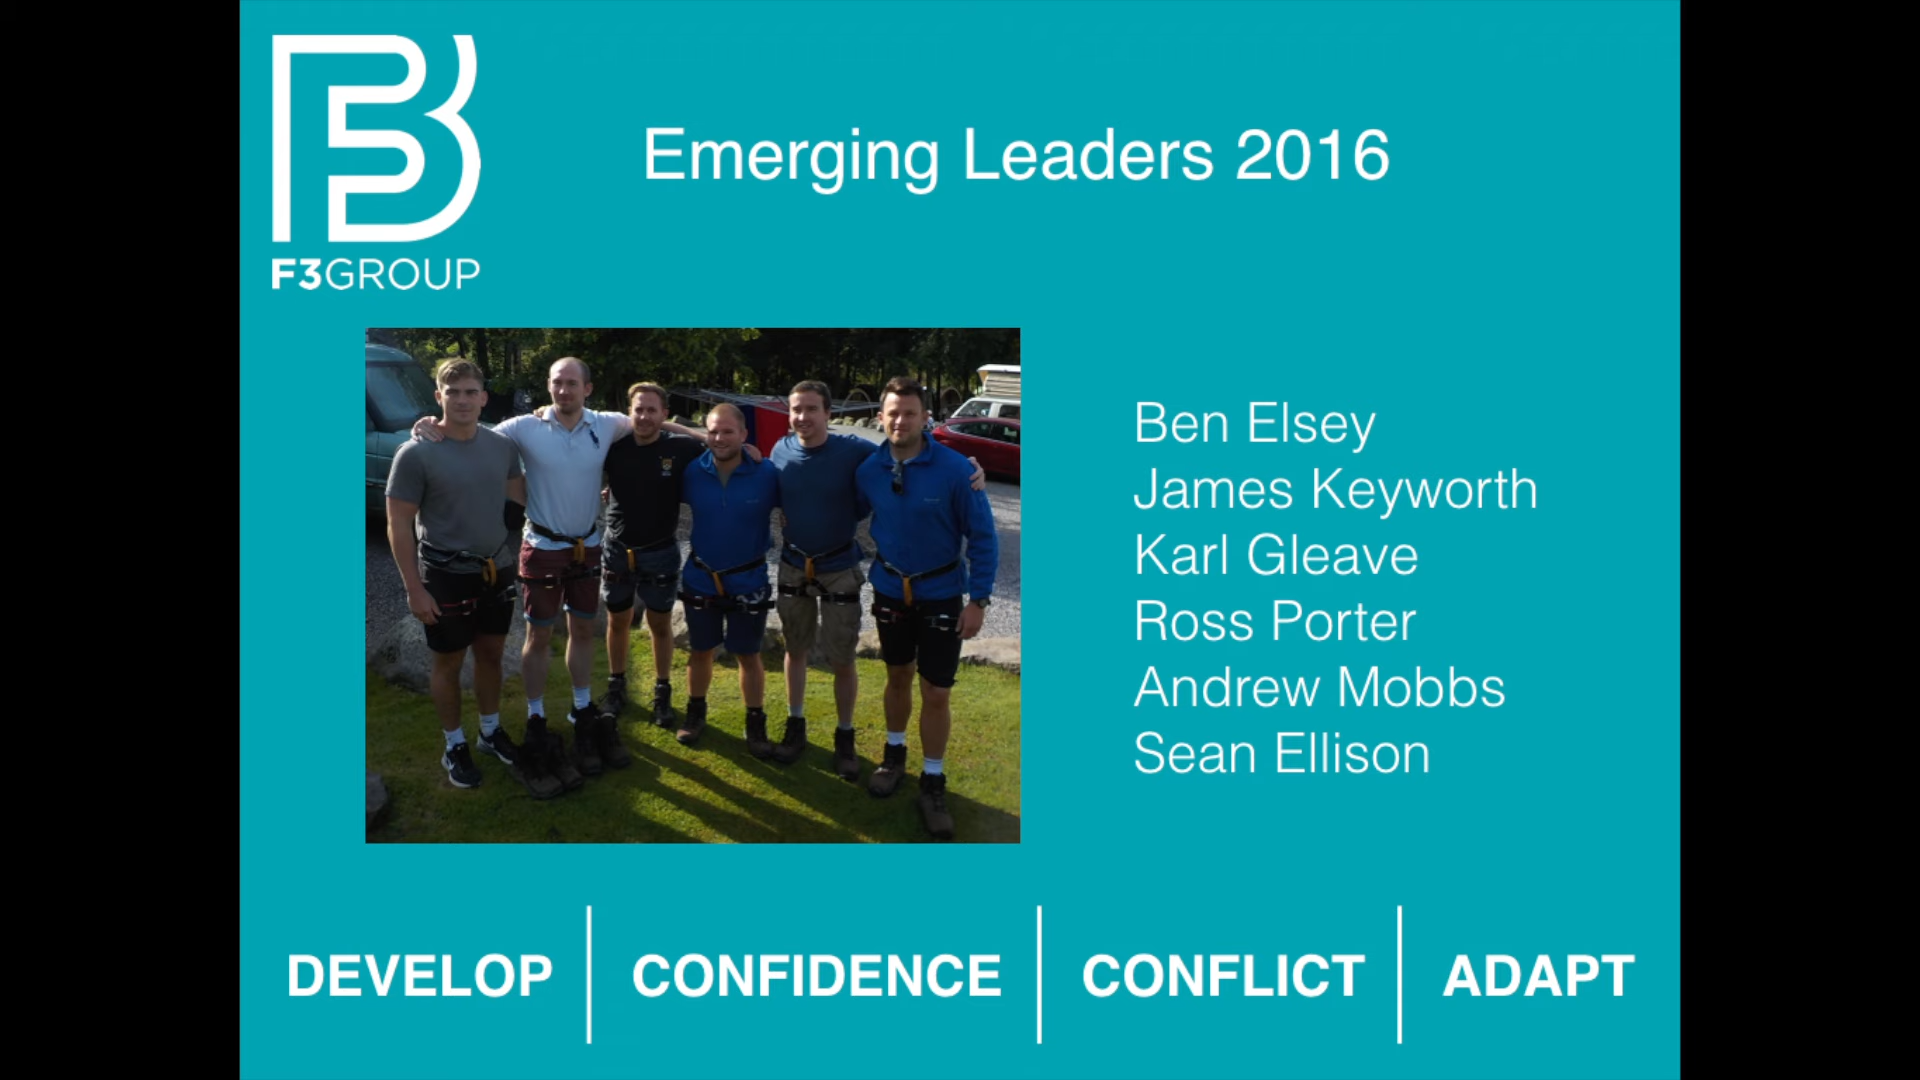 F3GROUP
Emerging Leaders 2016
Ben Elsey
James Keyworth
Karl Gleave
Ross Porter
Andrew Mobbs
Sean Ellison
DEVELOP CONFIDENCE CONFLICT ADAPT